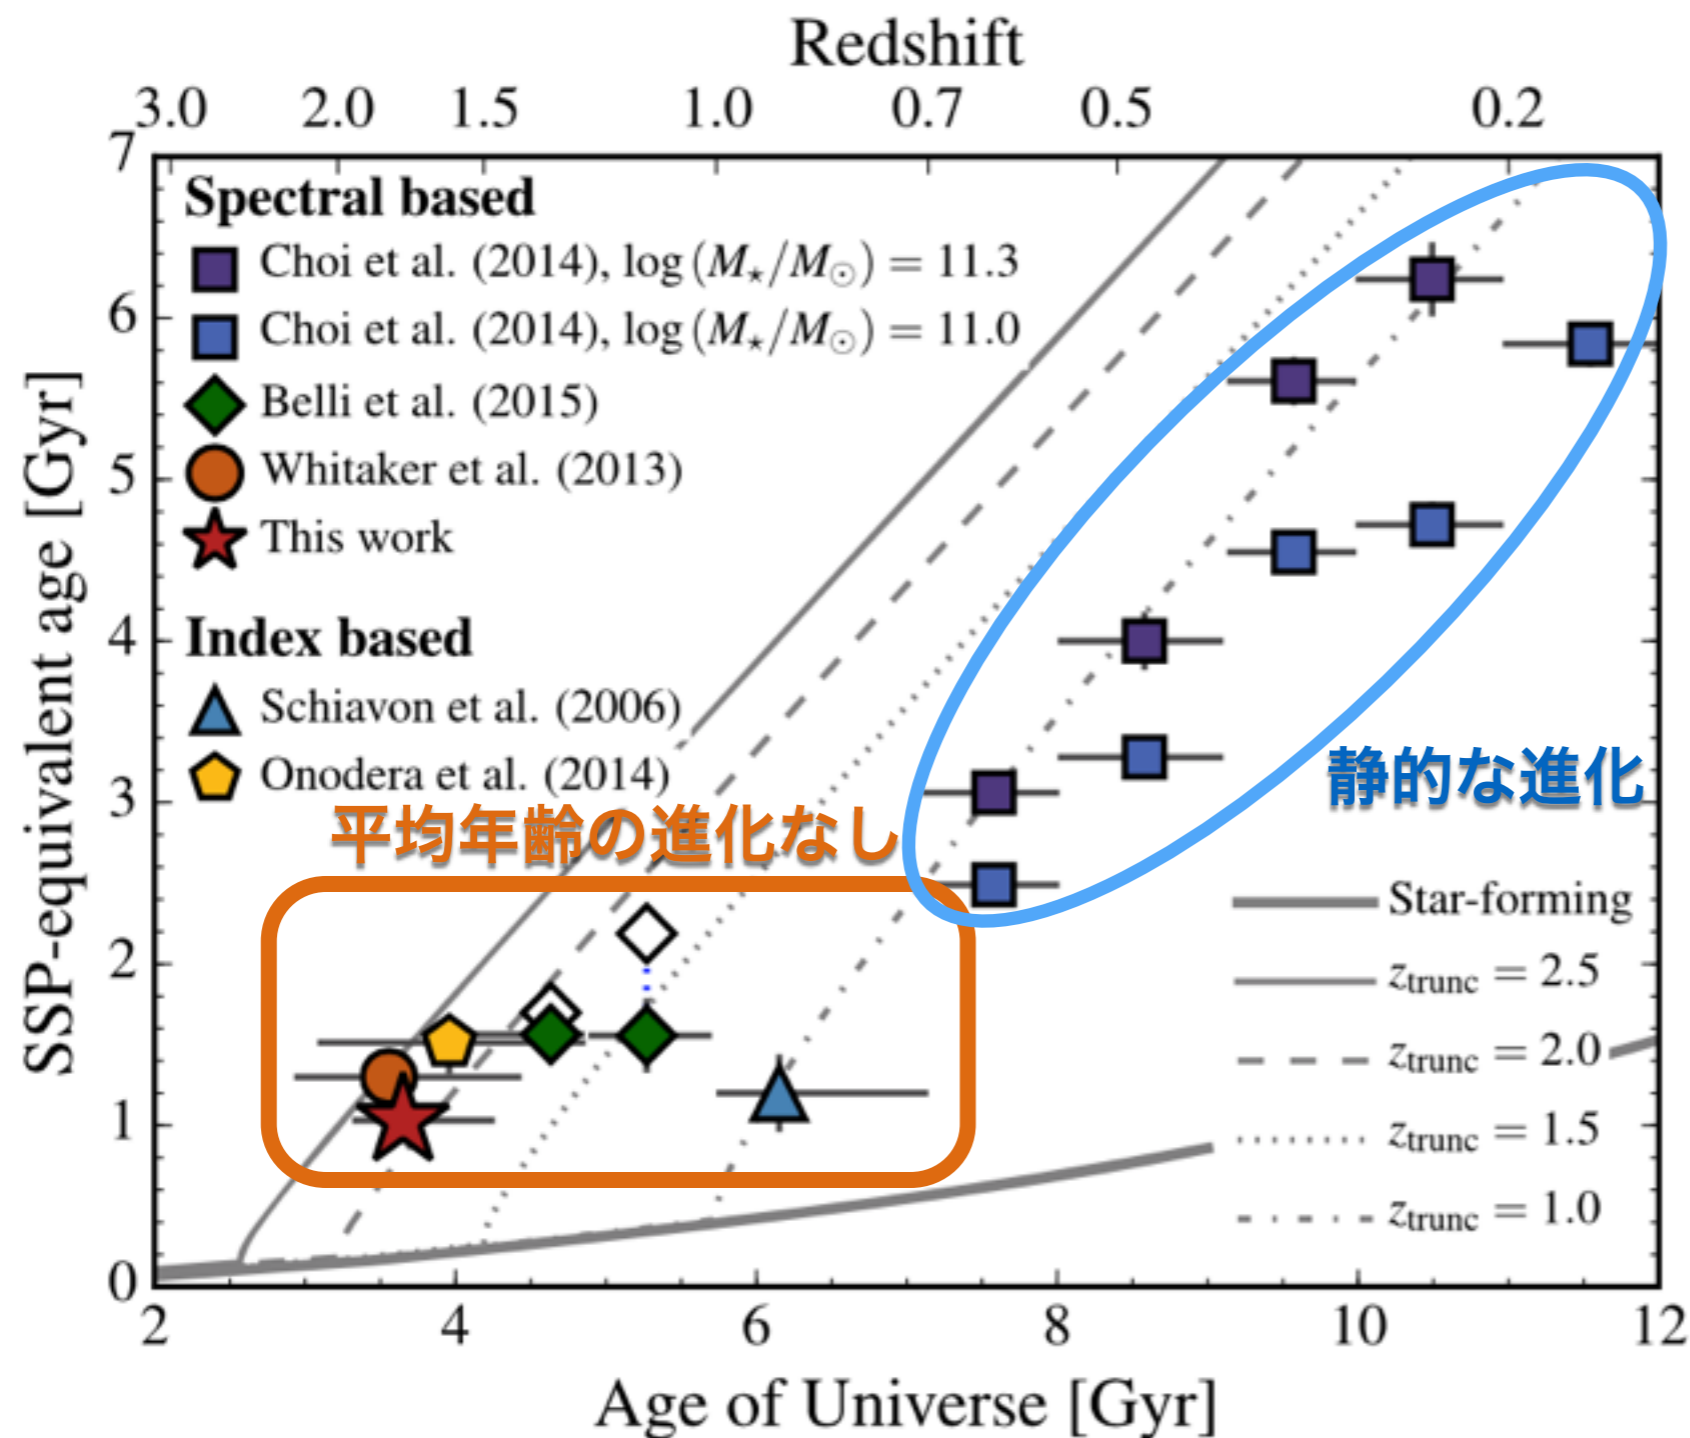 Redshift
3.0 2.0 1.5 1.0 0.7 0.5 0.2
7
6
5
4
3
2
1
0
SSP-equivalent age [Gyr]
Spectral based
Choi et al. (2014), log (M⋆/M⊙) = 11.3
Choi et al. (2014), log (M⋆/M⊙) = 11.0
Belli et al. (2015)
Whitaker et al. (2013)
This work
Index based
Schiavon et al. (2006)
Onodera et al. (2014)
平均年齢の進化なし
静的な進化
Star-forming
z_trunc = 2.5
z_trunc = 2.0
z_trunc = 1.5
z_trunc = 1.0
2 4 6 8 10 12
Age of Universe [Gyr]